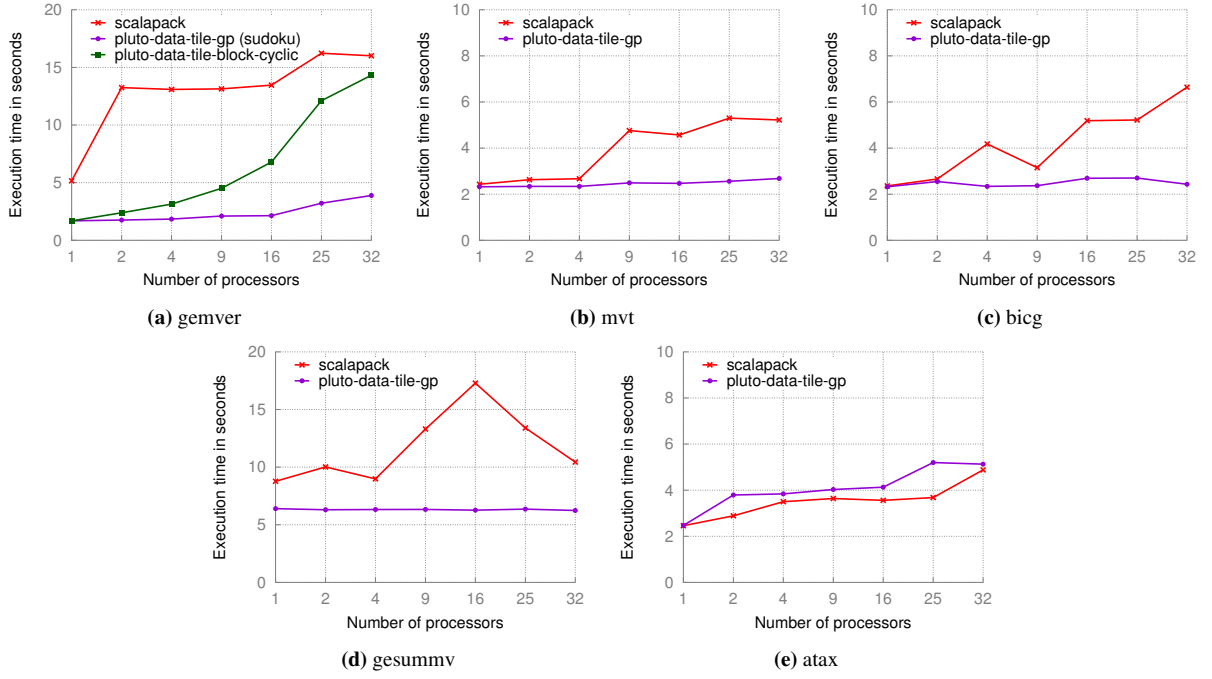 Execution time in seconds
20
15
10
5
0
scalapack
pluto-data-tile-gp (sudoku)
pluto-data-tile-block-cyclic
1 2 4 9 16 25 32
Number of processors
(a) gemver
Execution time in seconds
10
8
6
4
2
0
scalapack
pluto-data-tile-gp
1 2 4 9 16 25 32
Number of processors
(b) mvt
Execution time in seconds
10
8
6
4
2
0
scalapack
pluto-data-tile-gp
1 2 4 9 16 25 32
Number of processors
(c) bicg
Execution time in seconds
20
15
10
5
0
scalapack
pluto-data-tile-gp
1 2 4 9 16 25 32
Number of processors
(d) gesummv
Execution time in seconds
10
8
6
4
2
0
scalapack
pluto-data-tile-gp
1 2 4 9 16 25 32
Number of processors
(e) atax